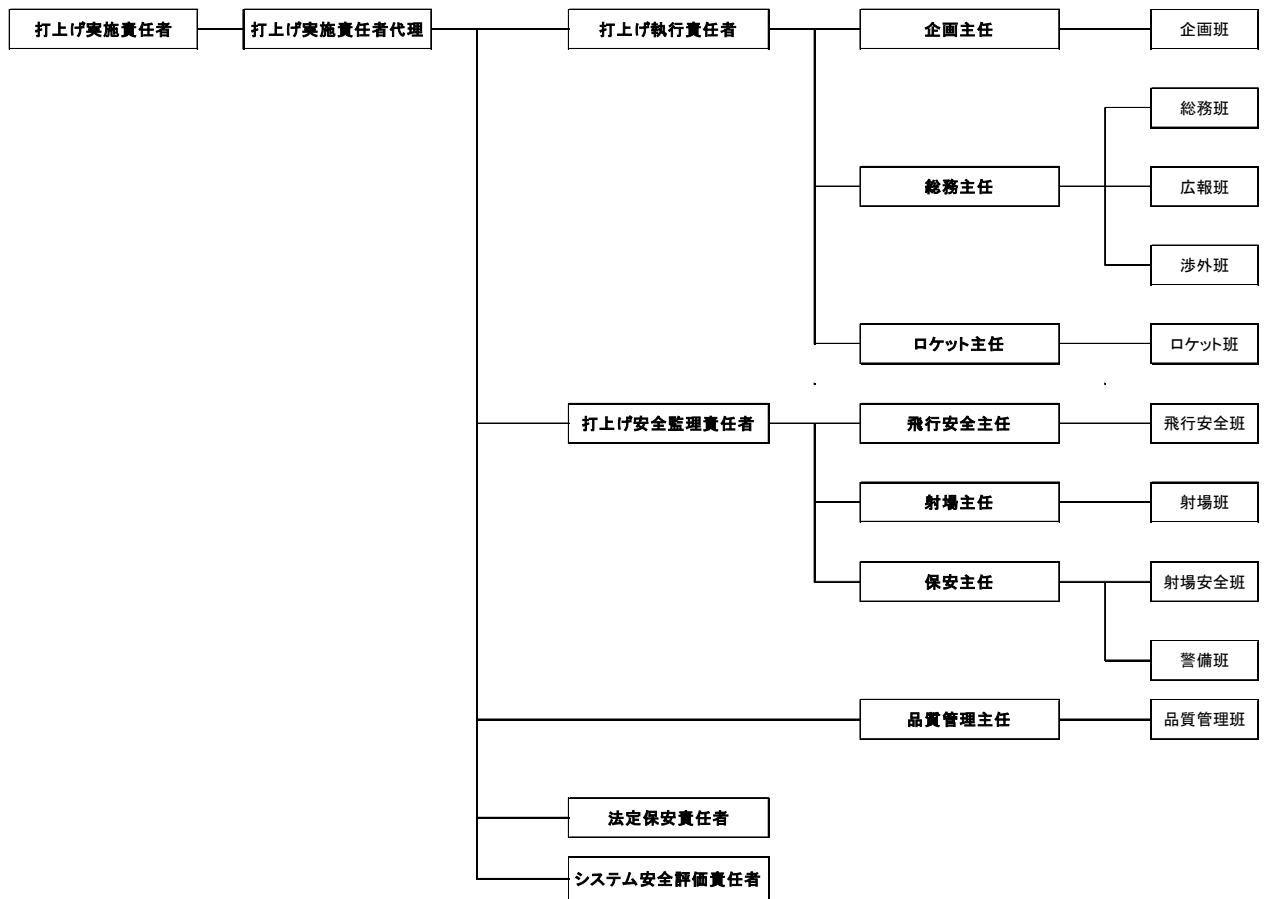 打上げ実施責任者
打上げ実施責任者代理
打上げ執行責任者
企画主任
企画班
総務班
総務主任
広報班
渉外班
ロケット主任
ロケット班
打上げ安全監理責任者
飛行安全主任
飛行安全班
射場主任
射場班
保安主任
射場安全班
警備班
品質管理主任
品質管理班
法定保安責任者
システム安全評価責任者